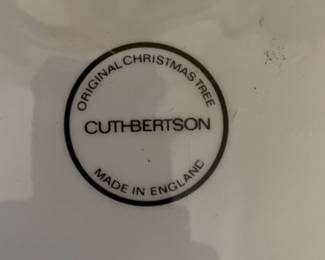 ORIGINAL CHRISTMAS TREE
CUTHBERTSON
MADE IN ENGLAND